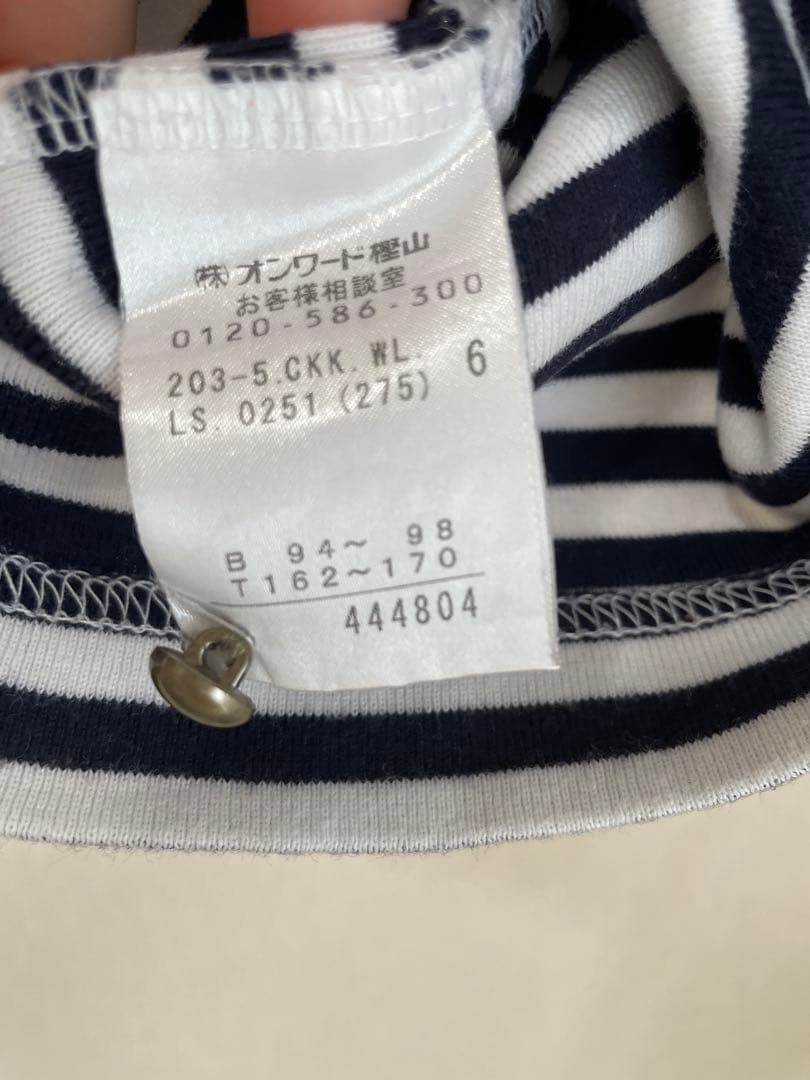 ㈱オンワード樫山
お客様相談室
0120-586-300
203-5.CKK.WL. 6
LS. 0251 (275)
B 94～ 98
T162～170
444804